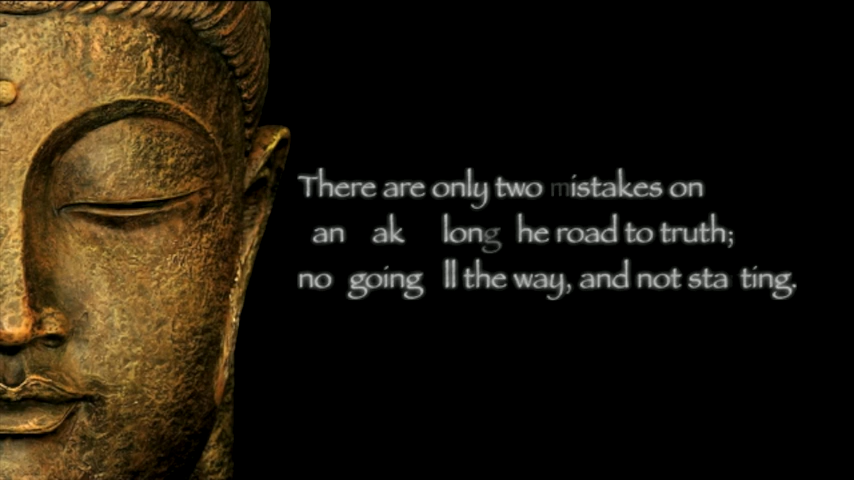 There are only two mistakes on
an ak long he road to truth;
no going ll the way, and not sta ting.